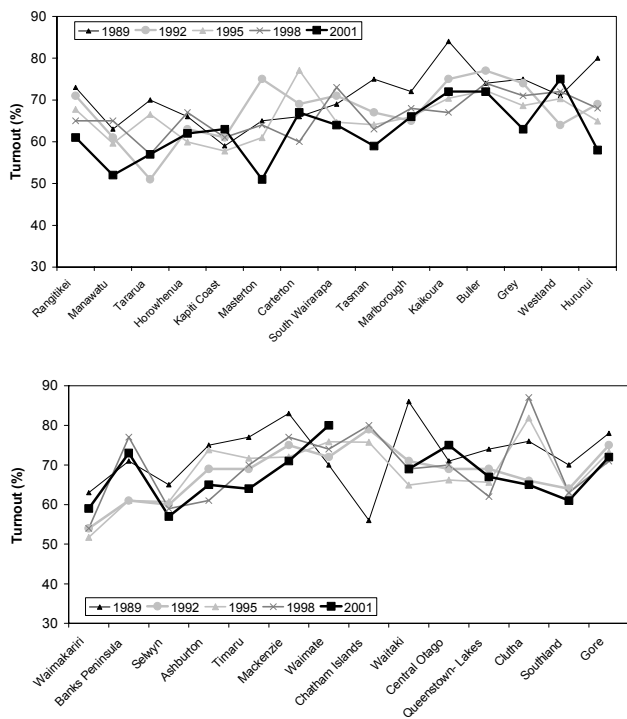 90
80
70
60
50
40
30
Turnout (%)
1989 1992 1995 1998 2001
Rangitikei
Manawatu
Tararua
Horowhenua
Kapiti Coast
Masterton
Carterton
South Wairarapa
Tasman
Marlborough
Kaikoura
Buller
Grey
Westland
Hurunui
90
80
70
60
50
40
30
Turnout (%)
1989 1992 1995 1998 2001
Waimakariri
Banks Peninsula
Selwyn
Ashburton
Timaru
Mackenzie
Waimate
Chatham Islands
Waitaki
Central Otago
Queenstown- Lakes
Clutha
Southland
Gore